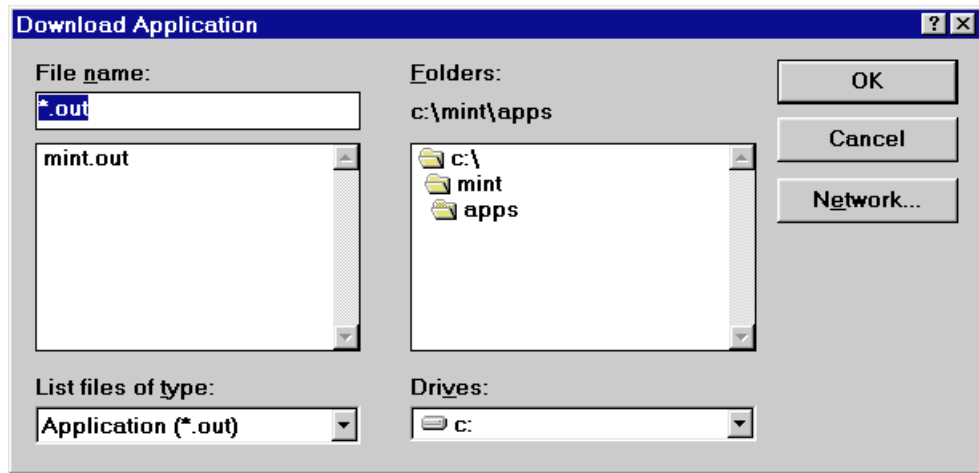 Download Application
File name:
*.out
mint.out
List files of type:
Application (*.out)
Folders:
c:\mint\apps
c:\
mint
apps
Drives:
c:
OK
Cancel
Network...